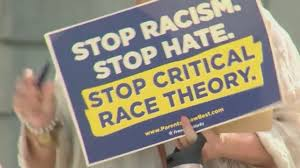 STOP RACISM.
STOP HATE.
STOP CRITICAL
RACE THEORY.